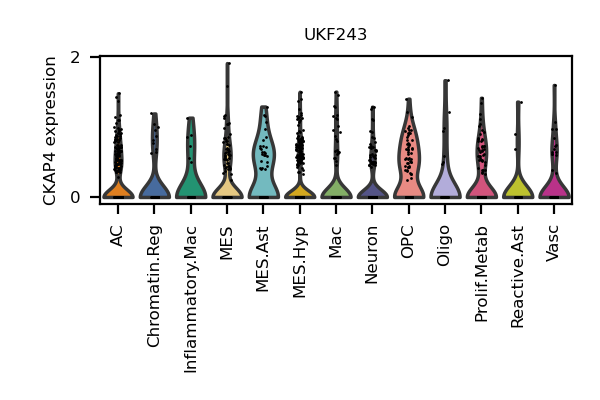 UKF243
CKAP4 expression
2
0
AC
Chromatin.Reg
Inflammatory.Mac
MES
MES.Ast
MES.Hyp
Mac
Neuron
OPC
Oligo
Prolif.Metab
Reactive.Ast
Vasc